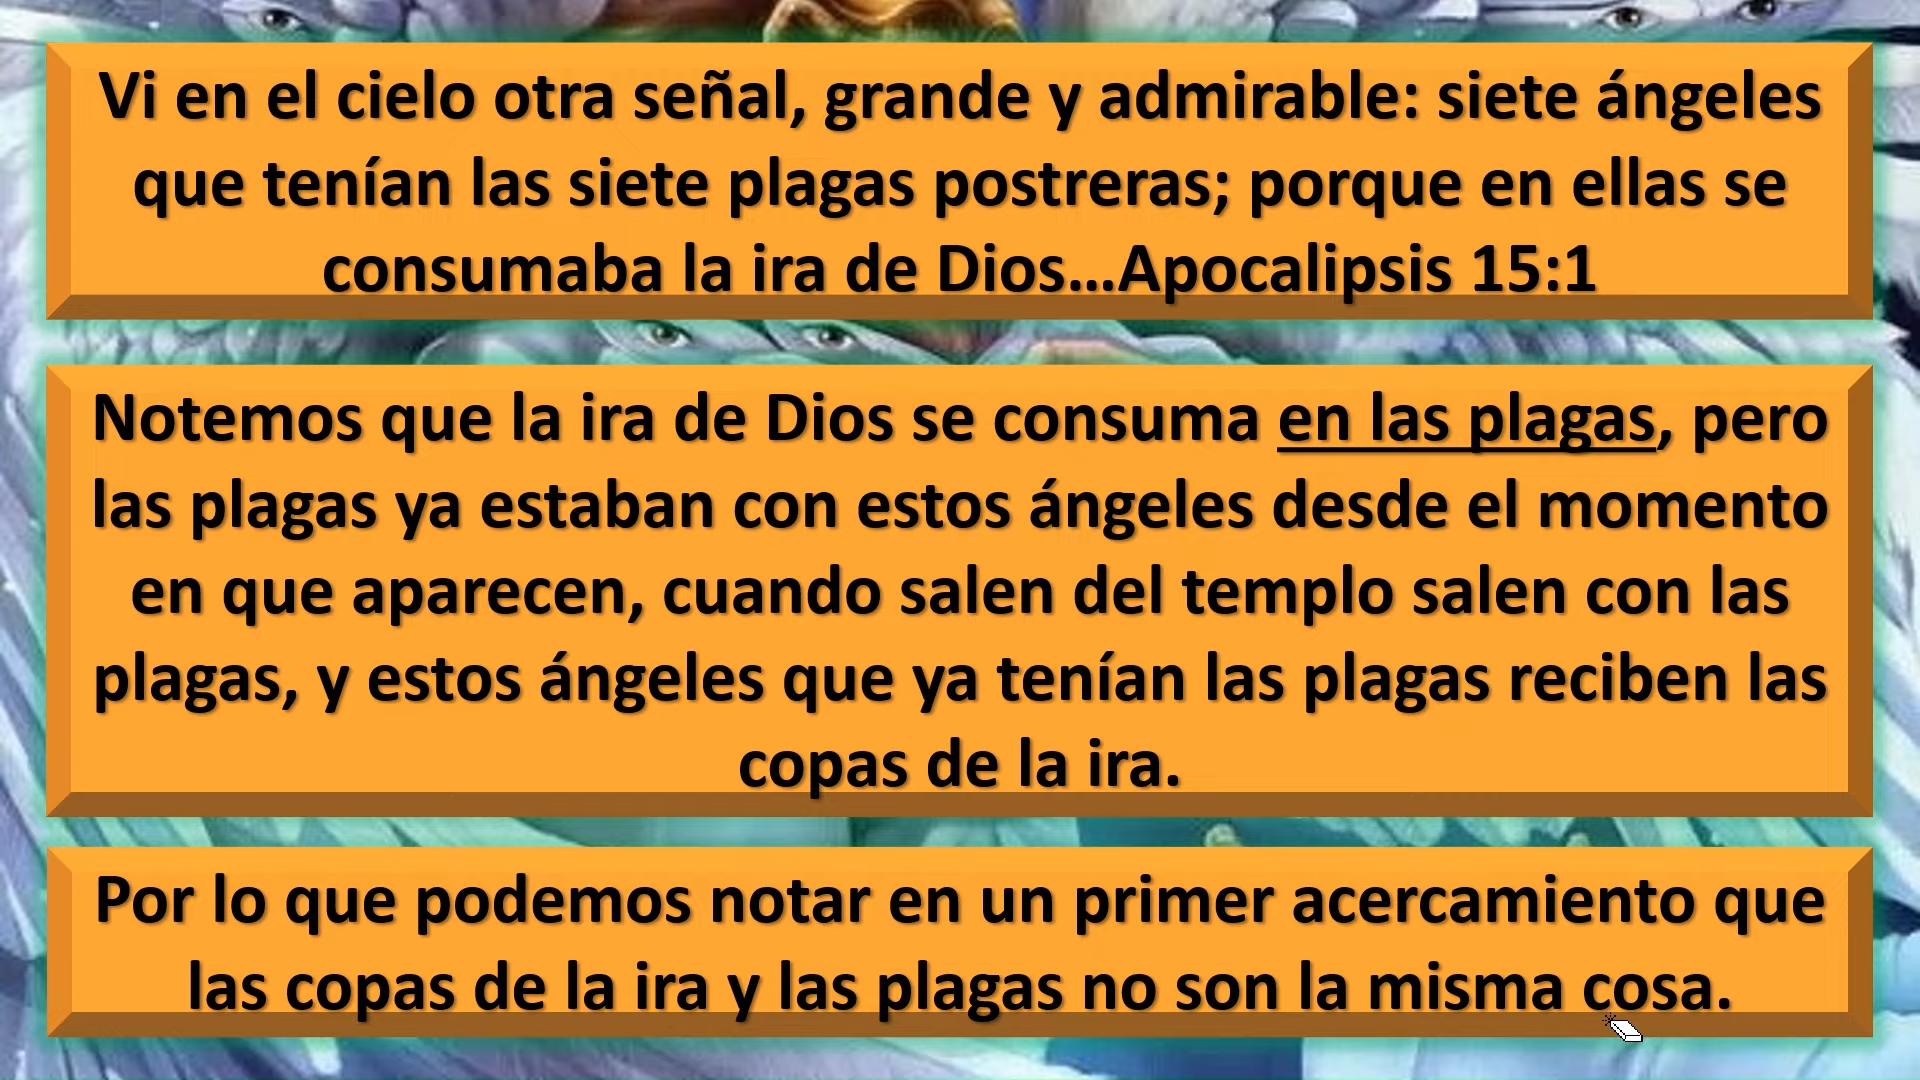 Vi en el cielo otra señal, grande y admirable: siete ángeles
que tenían las siete plagas postreras; porque en ellas se
consumaba la ira de Dios...Apocalipsis 15:1
Notemos que la ira de Dios se consuma en las plagas, pero
las plagas ya estaban con estos ángeles desde el momento
en que aparecen, cuando salen del templo salen con las
plagas, y estos ángeles que ya tenían las plagas reciben las
copas de la ira.
Por lo que podemos notar en un primer acercamiento que
las copas de la ira y las plagas no son la misma cosa.